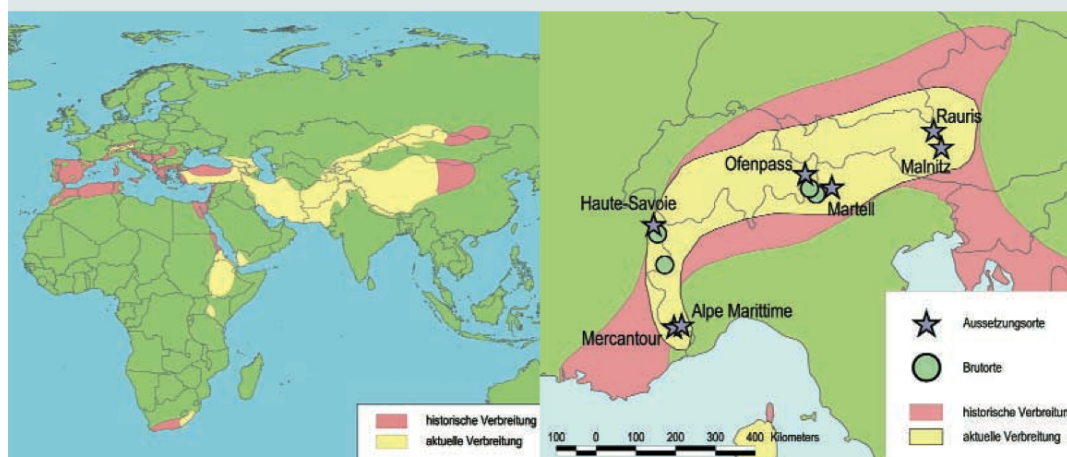 historische Verbreitung
aktuelle Verbreitung
Rauris
Ofenpass
Malnitz
Martell
Haute-Savoie
Alpe Marittime
Mercantour
Aussetzungsorte
Brutorte
historische Verbreitun
aktuelle Verbreitung
100 0 100 200 300 400 Kilometers